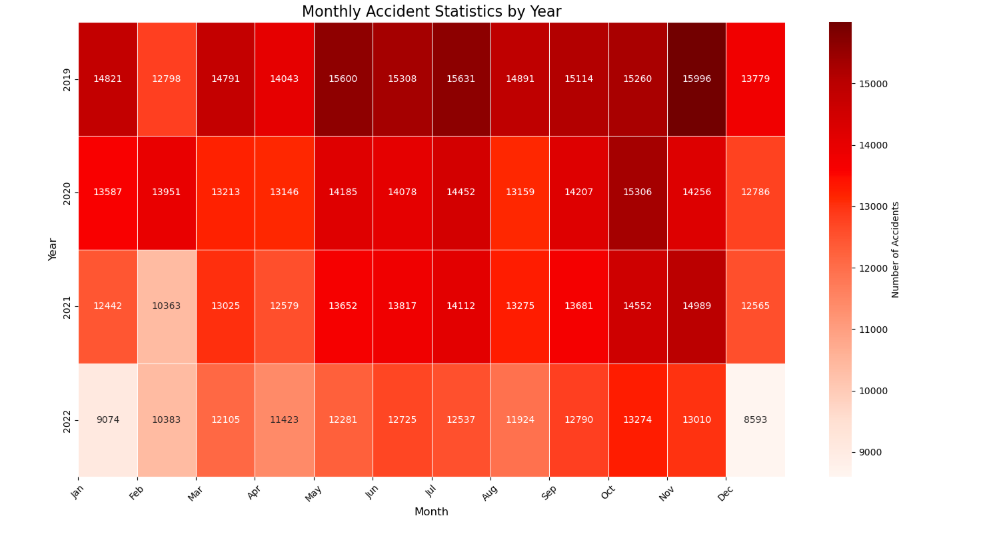 Monthly Accident Statistics by Year
2019 14821 12798 14791 14043 15600 15308 15631 14891 15114 15260 15996 13779
2020 13587 13951 13213 13146 14185 14078 14452 13159 14207 15306 14256 12786
2021 12442 10363 13025 12579 13652 13817 14112 13275 13681 14552 14989 12565
2022 9074 10383 12105 11423 12281 12725 12537 11924 12790 13274 13010 8593
Year
Jan Feb Mar Apr May Jun Jul Aug Sep Oct Nov Dec
Month
15000
14000
13000
12000
11000
10000
9000
Number of Accidents